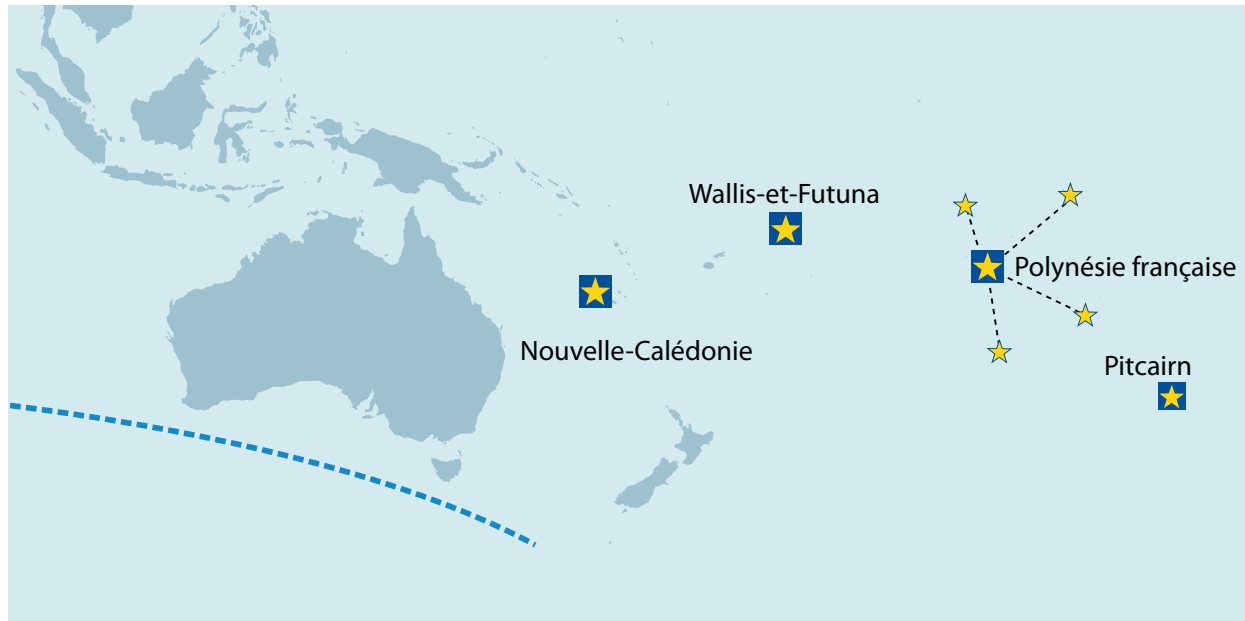 Wallis-et-Futuna
Polynésie française
Nouvelle-Calédonie
Pitcairn